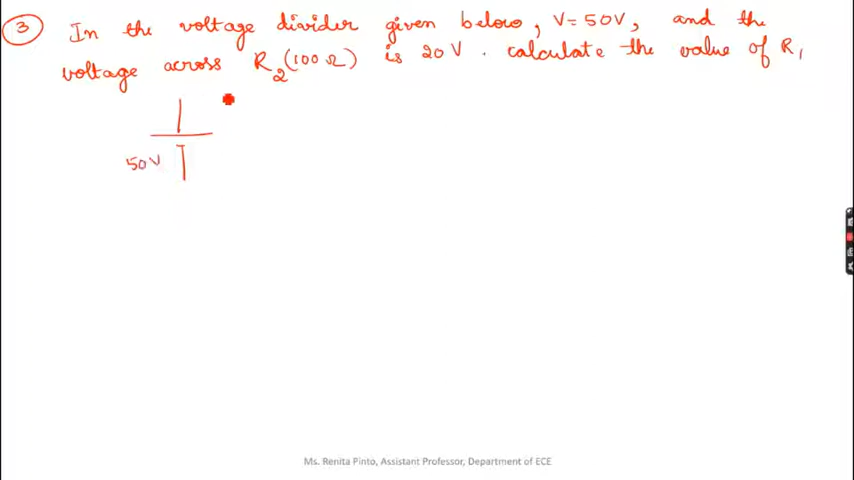 3 In the voltage divider given below, V = 50V, and the
voltage across R2 (100 Ω) is 20 V. calculate the value of R1
50V
Ms. Renita Pinto, Assistant Professor, Department of ECE